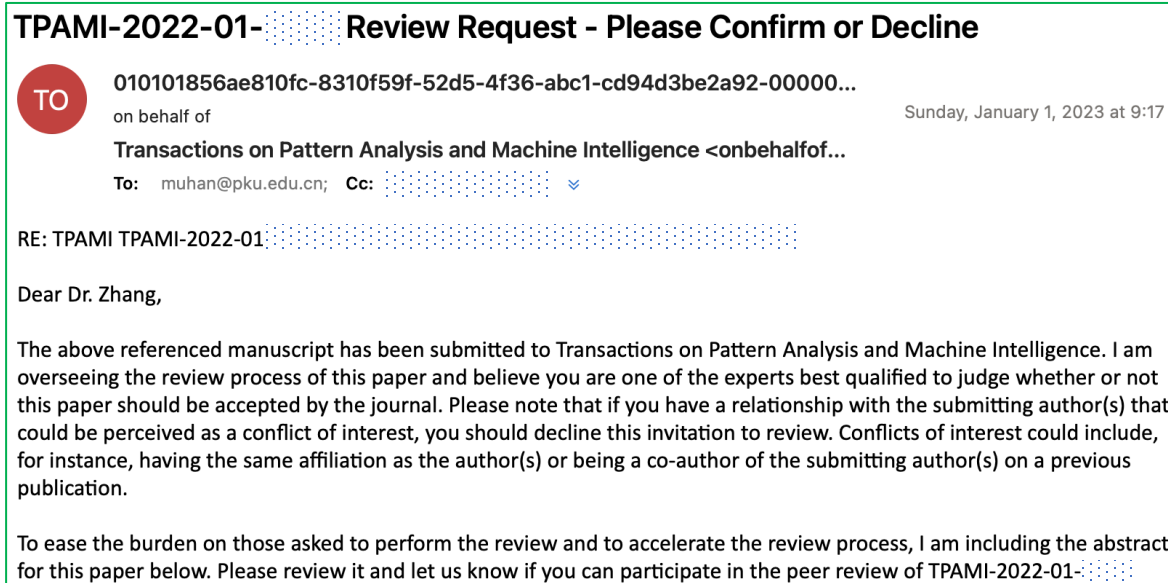 TPAMI-2022-01- Review Request - Please Confirm or Decline
TO
010101856ae810fc-8310f59f-52d5-4f36-abc1-cd94d3be2a92-00000...
on behalf of
Sunday, January 1, 2023 at 9:17
Transactions on Pattern Analysis and Machine Intelligence <onbehalfof...
To: muhan@pku.edu.cn; Cc:
RE: TPAMI TPAMI-2022-01
Dear Dr. Zhang,
The above referenced manuscript has been submitted to Transactions on Pattern Analysis and Machine Intelligence. I am
overseeing the review process of this paper and believe you are one of the experts best qualified to judge whether or not
this paper should be accepted by the journal. Please note that if you have a relationship with the submitting author(s) that
could be perceived as a conflict of interest, you should decline this invitation to review. Conflicts of interest could include,
for instance, having the same affiliation as the author(s) or being a co-author of the submitting author(s) on a previous
publication.
To ease the burden on those asked to perform the review and to accelerate the review process, I am including the abstract
for this paper below. Please review it and let us know if you can participate in the peer review of TPAMI-2022-01-